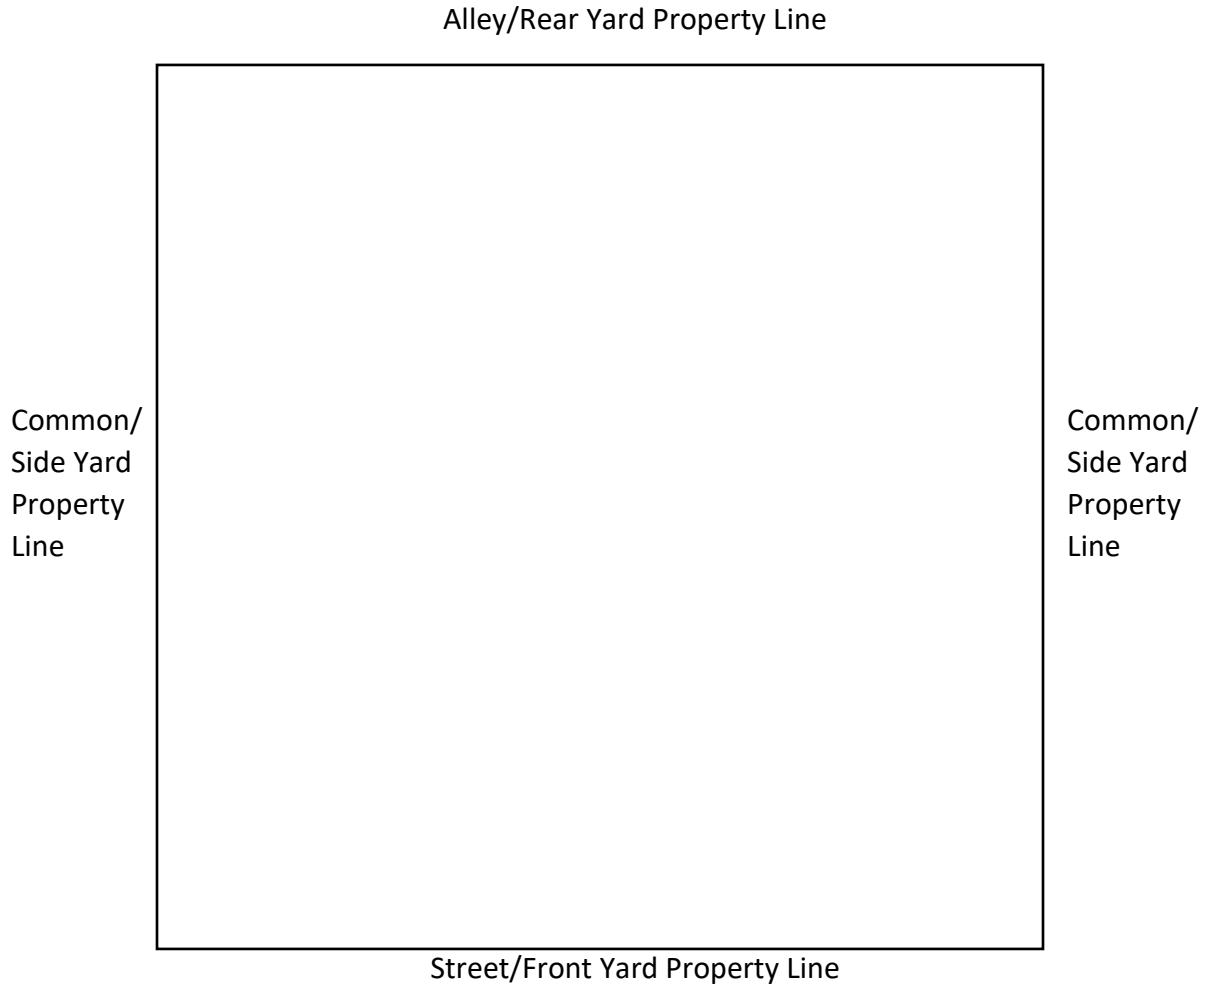 Alley/Rear Yard Property Line
Common/
Side Yard
Property
Line
Common/
Side Yard
Property
Line
Street/Front Yard Property Line